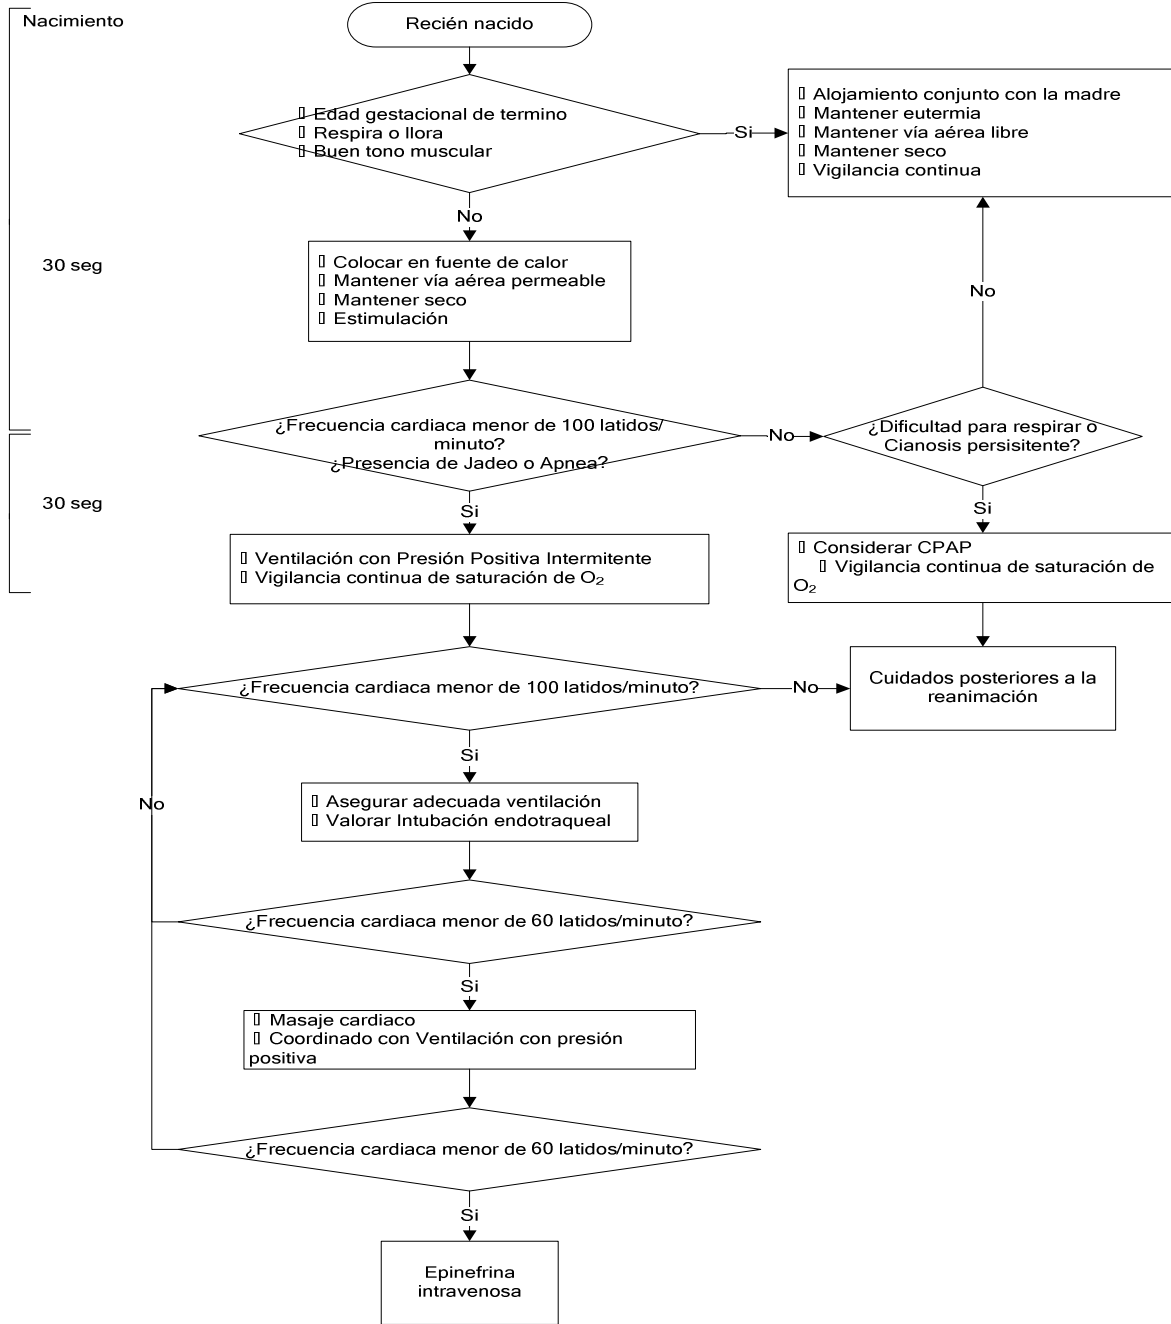 Nacimiento
Recién nacido
▯ Edad gestacional de termino
▯ Respira o llora
▯ Buen tono muscular
Si
▯ Alojamiento conjunto con la madre
▯ Mantener eutermia
▯ Mantener vía aérea libre
▯ Mantener seco
▯ Vigilancia continua
No
30 seg
▯ Colocar en fuente de calor
▯ Mantener vía aérea permeable
▯ Mantener seco
▯ Estimulación
No
¿Frecuencia cardiaca menor de 100 latidos/
minuto?
¿Presencia de Jadeo o Apnea?
No
¿Dificultad para respirar o
Cianosis persisitente?
30 seg
Si
Si
▯ Ventilación con Presión Positiva Intermitente
▯ Vigilancia continua de saturación de O₂
▯ Considerar CPAP
▯ Vigilancia continua de saturación de
O₂
¿Frecuencia cardiaca menor de 100 latidos/minuto?
No
Cuidados posteriores a la
reanimación
Si
No
▯ Asegurar adecuada ventilación
▯ Valorar Intubación endotraqueal
¿Frecuencia cardiaca menor de 60 latidos/minuto?
Si
▯ Masaje cardiaco
▯ Coordinado con Ventilación con presión
positiva
¿Frecuencia cardiaca menor de 60 latidos/minuto?
Si
Epinefrina
intravenosa